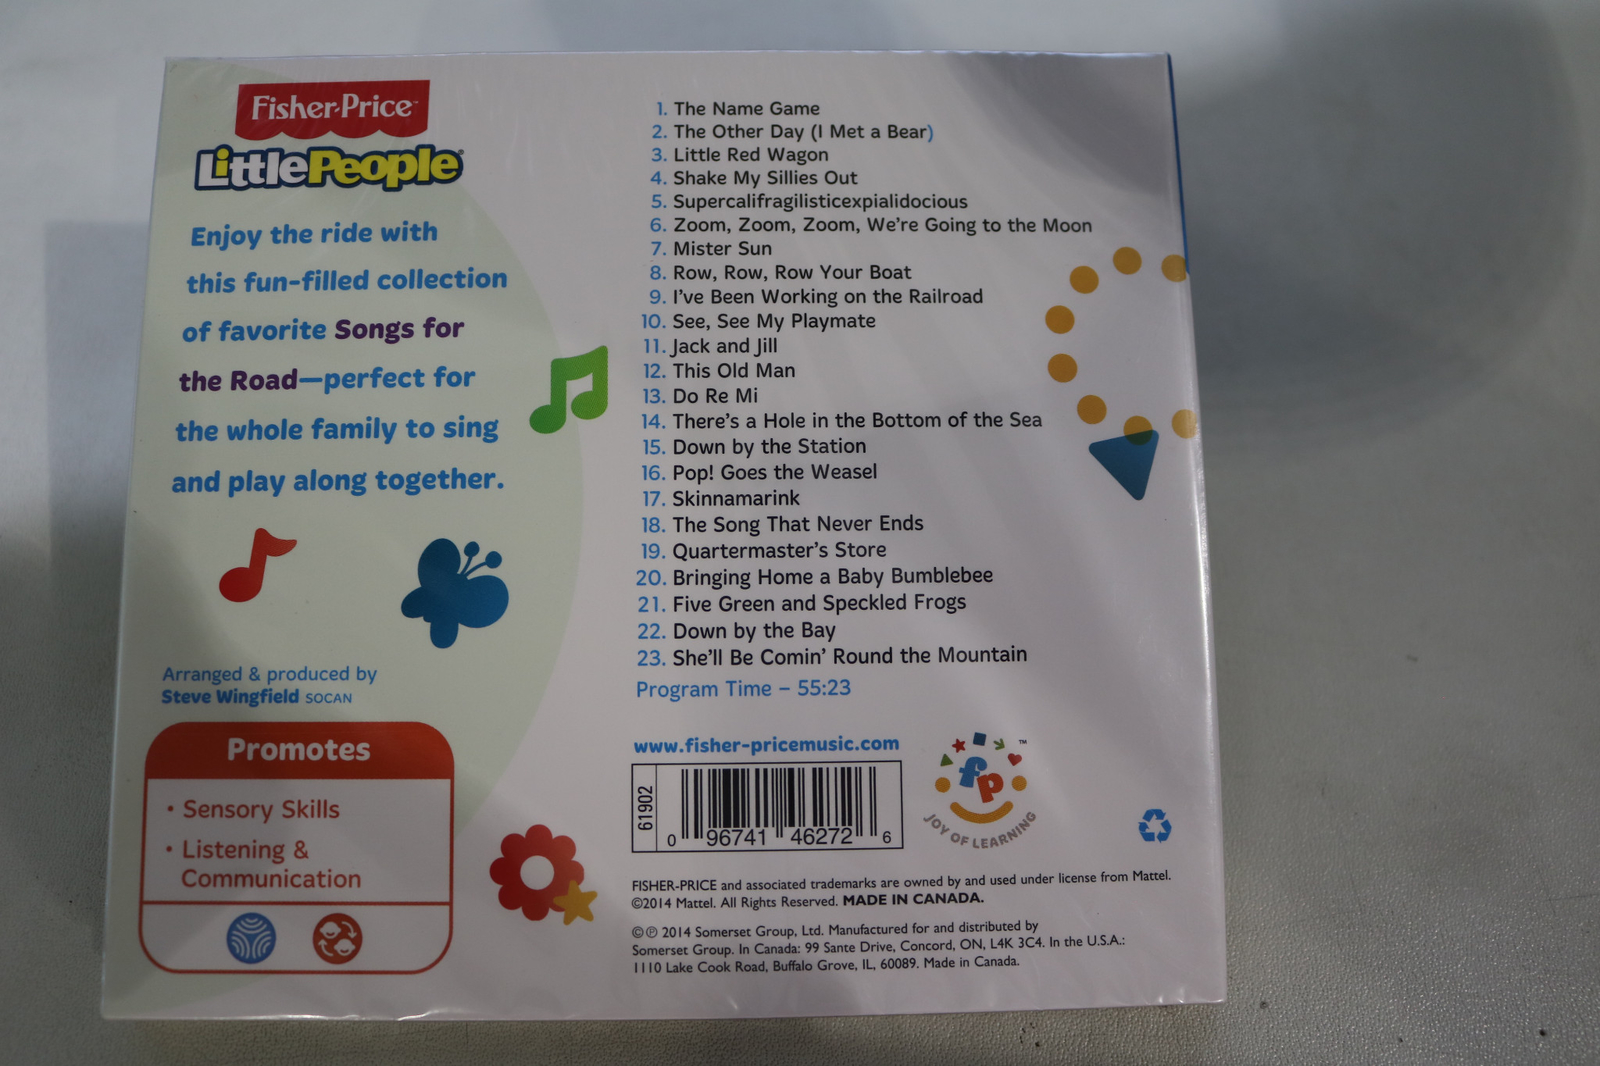 Fisher-Price
Little People
Enjoy the ride with
this fun-filled collection
of favorite Songs for
the Road—perfect for
the whole family to sing
and play along together.
Arranged & produced by
Steve Wingfield SOCAN
Promotes
• Sensory Skills
• Listening &
Communication
1. The Name Game
2. The Other Day (I Met a Bear)
3. Little Red Wagon
4. Shake My Sillies Out
5. Supercalifragilisticexpialidocious
6. Zoom, Zoom, Zoom, We're Going to the Moon
7. Mister Sun
8. Row, Row, Row Your Boat
9. I've Been Working on the Railroad
10. See, See My Playmate
11. Jack and Jill
12. This Old Man
13. Do Re Mi
14. There's a Hole in the Bottom of the Sea
15. Down by the Station
16. Pop! Goes the Weasel
17. Skinnamarink
18. The Song That Never Ends
19. Quartermaster's Store
20. Bringing Home a Baby Bumblebee
21. Five Green and Speckled Frogs
22. Down by the Bay
23. She'll Be Comin' Round the Mountain
Program Time – 55:23
www.fisher-pricemusic.com
61902
0 96741 46272 6
fp ™
JOY OF LEARNING
FISHER-PRICE and associated trademarks are owned by and used under license from Mattel.
©2014 Mattel. All Rights Reserved. MADE IN CANADA.
©℗ 2014 Somerset Group, Ltd. Manufactured for and distributed by
Somerset Group. In Canada: 99 Sante Drive, Concord, ON, L4K 3C4. In the U.S.A.:
1110 Lake Cook Road, Buffalo Grove, IL, 60089. Made in Canada.